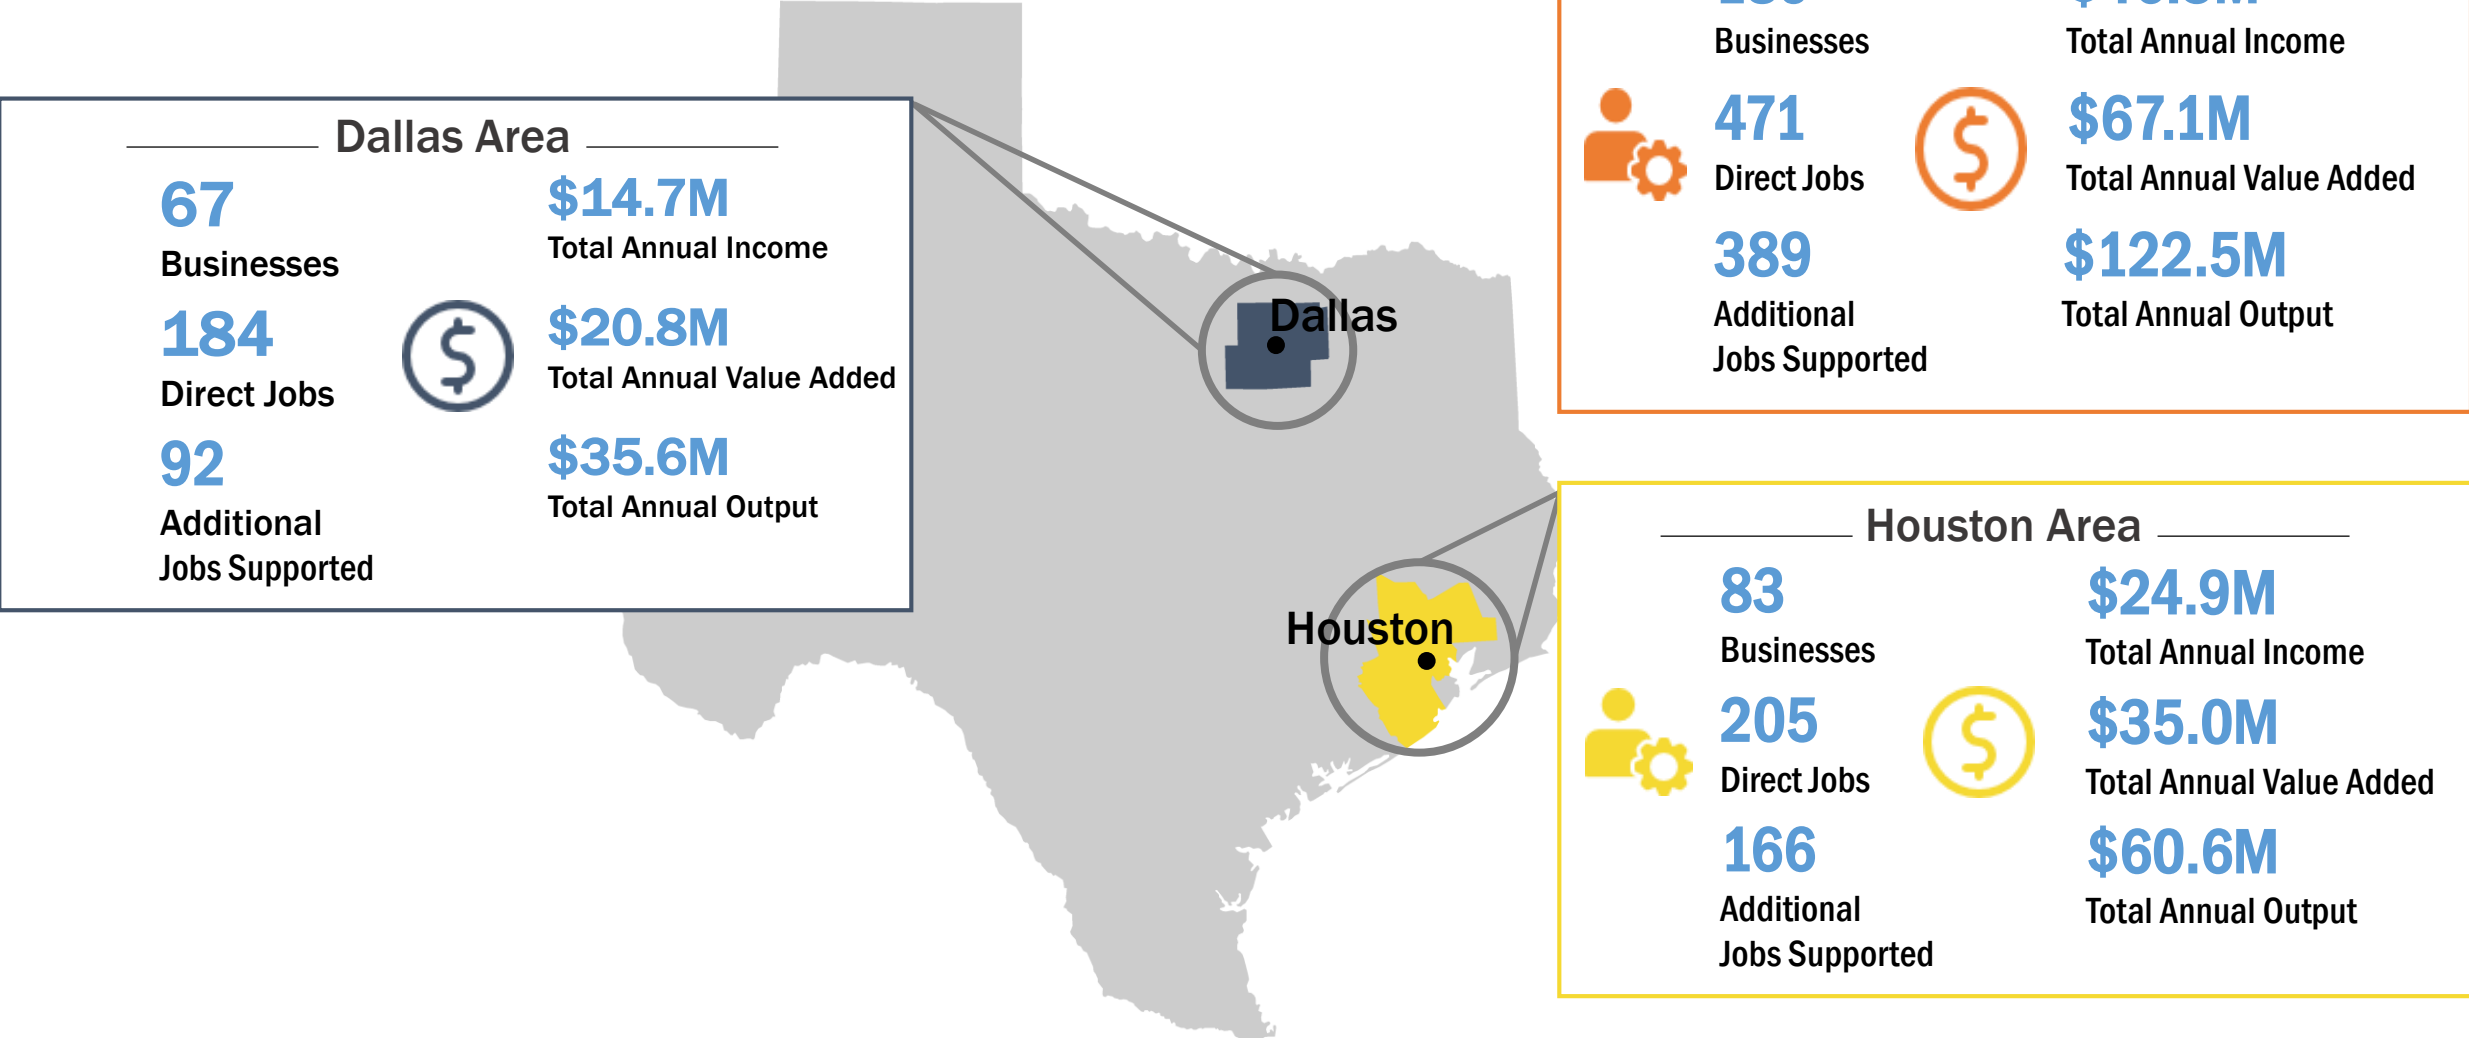 Businesses
Total Annual Income
471
Direct Jobs
$67.1M
Total Annual Value Added
389
Additional
Jobs Supported
$122.5M
Total Annual Output
Dallas Area
67
Businesses
184
Direct Jobs
92
Additional
Jobs Supported
$14.7M
Total Annual Income
$20.8M
Total Annual Value Added
$35.6M
Total Annual Output
Dallas
Houston
Houston Area
83
Businesses
205
Direct Jobs
166
Additional
Jobs Supported
$24.9M
Total Annual Income
$35.0M
Total Annual Value Added
$60.6M
Total Annual Output